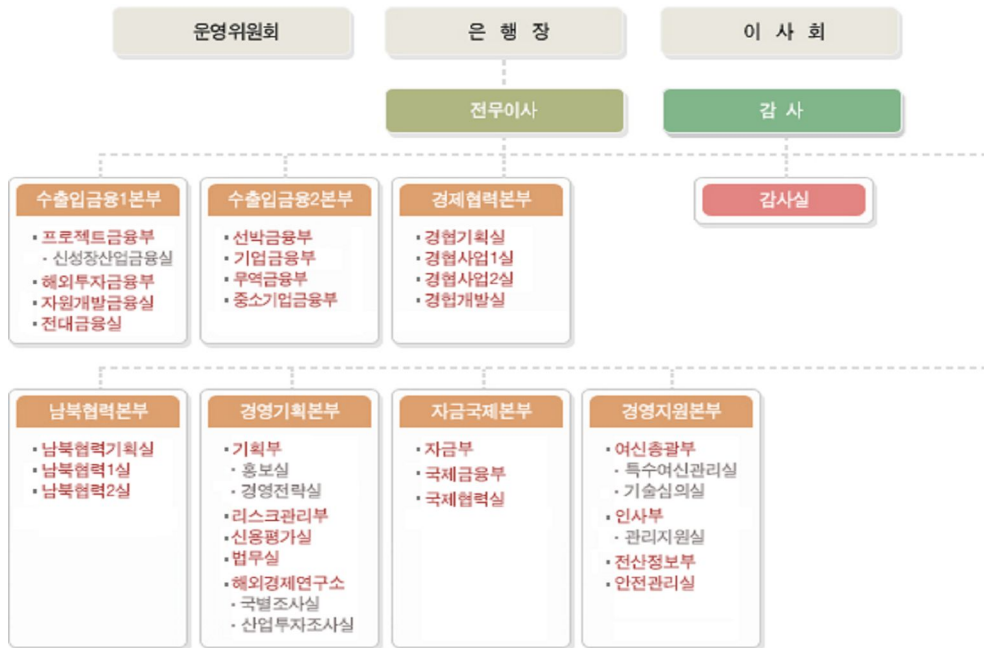 운영위원회
은 행 장
이 사 회
전무이사
감 사
수출입금융1본부
프로젝트금융부
신성장산업금융실
해외투자금융부
자원개발금융실
전대금융실
수출입금융2본부
선박금융부
기업금융부
무역금융부
중소기업금융부
경제협력본부
경협기획실
경협사업1실
경협사업2실
경협개발실
감사실
남북협력본부
남북협력기획실
남북협력1실
남북협력2실
경영기획본부
기획부
홍보실
경영전략실
리스크관리부
신용평가실
법무실
해외경제연구소
국별조사실
산업투자조사실
자금국제본부
자금부
국제금융부
국제협력실
경영지원본부
여신총괄부
특수여신관리실
기술심의실
인사부
관리지원실
전산정보부
안전관리실